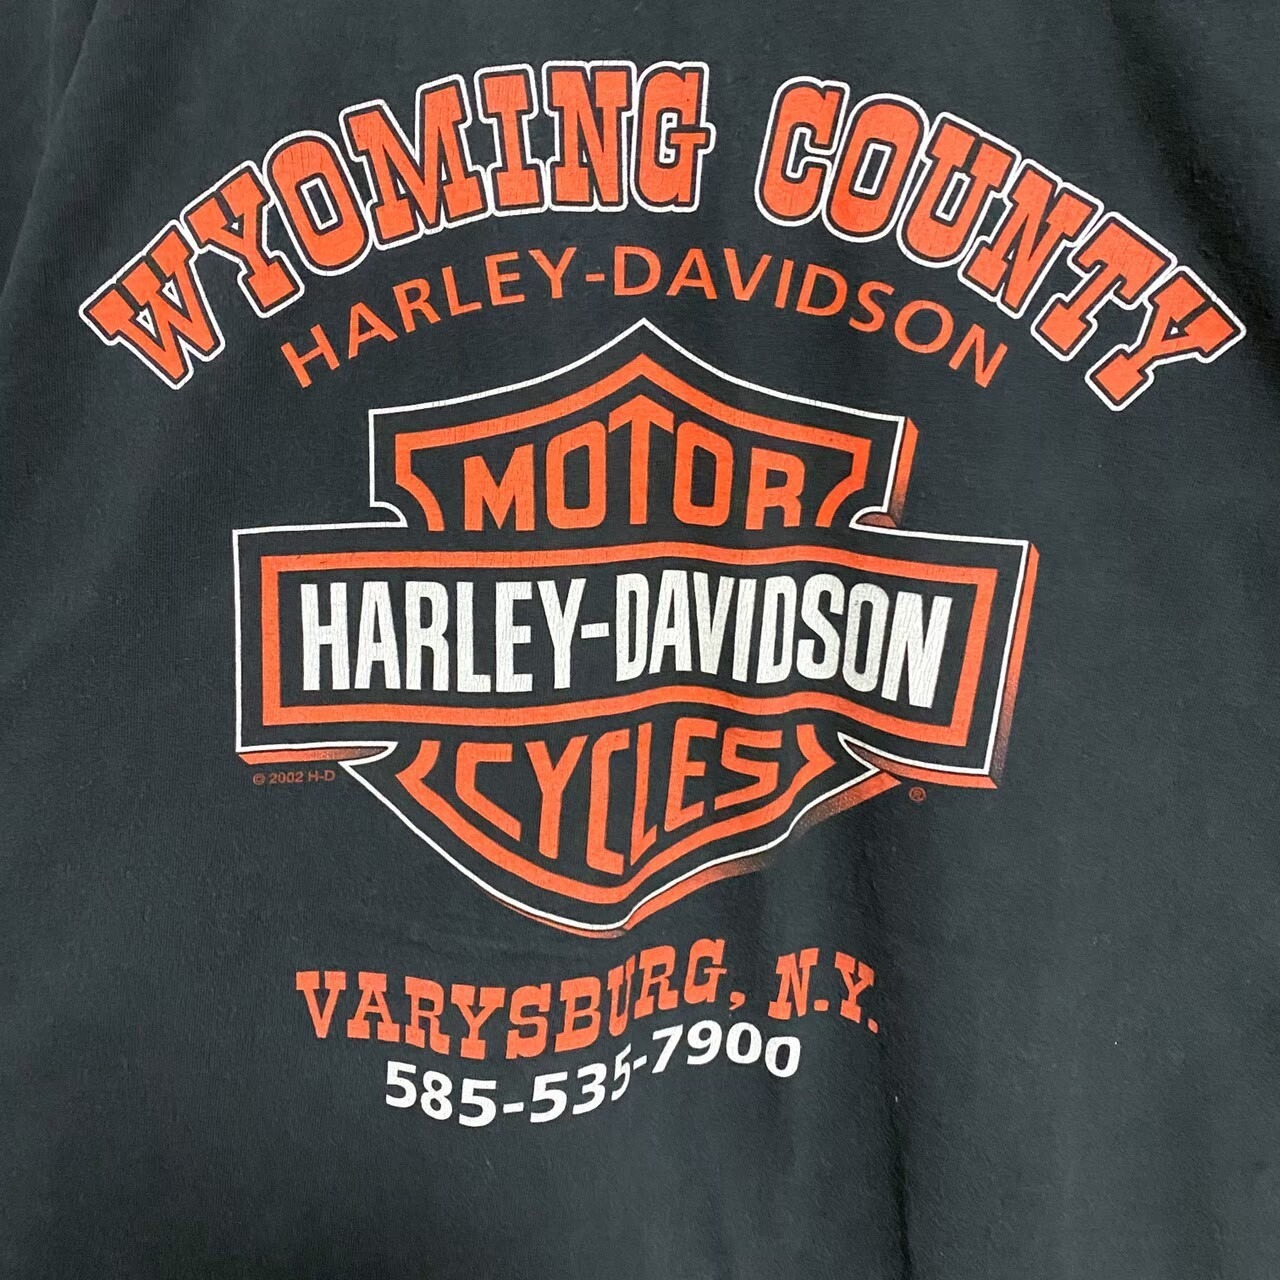 WYOMING COUNTY
HARLEY-DAVIDSON
MOTOR
HARLEY-DAVIDSON
CYCLES
© 2002 H-D
®
VARYSBURG, N.Y.
585-535-7900